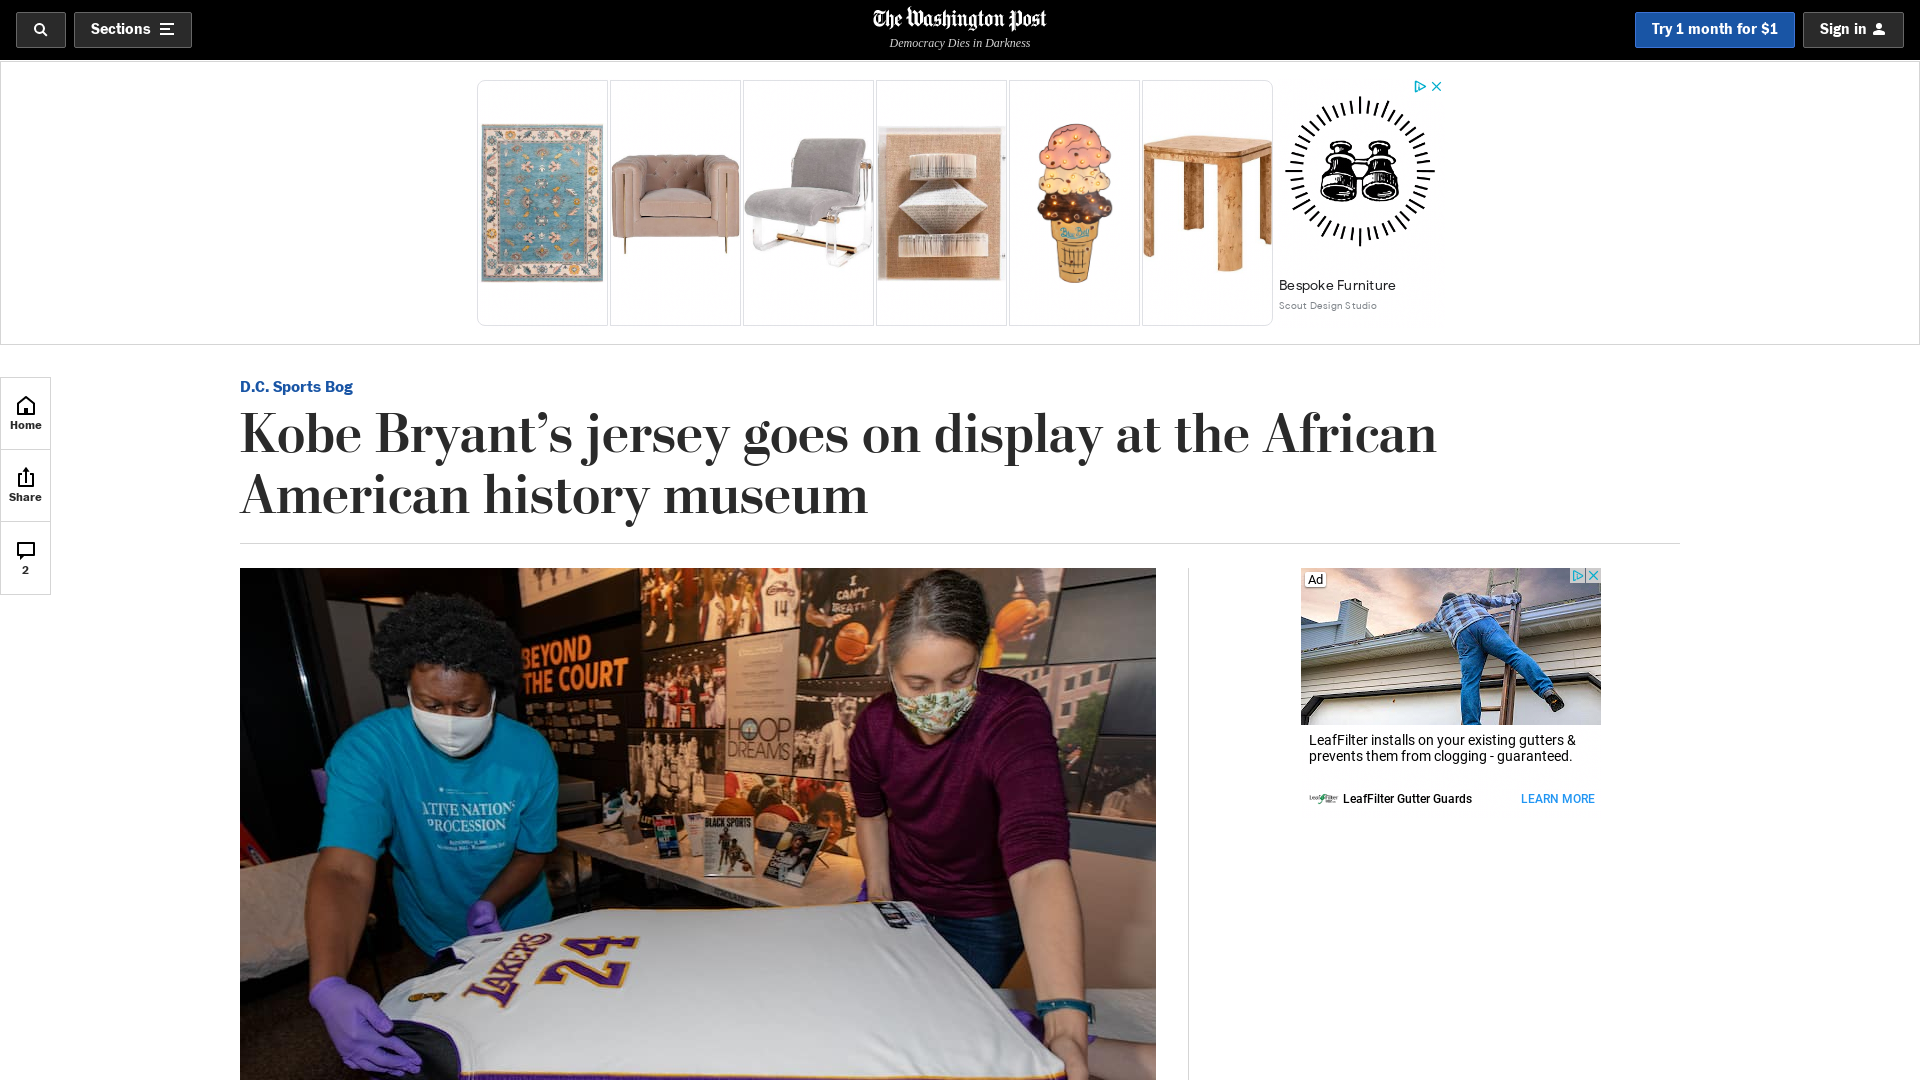 Sections
The Washington Post
Democracy Dies in Darkness
Try 1 month for $1
Sign in
Bespoke Furniture
Scout Design Studio
Home
Share
2
D.C. Sports Bog
Kobe Bryant’s jersey goes on display at the African
American history museum
BEYOND
THE COURT
14
I CAN'T
BREATHE
HOOP
DREAMS
NATIVE NATIONS
PROCESSION
BLACK SPORTS
LAKERS
24
Ad
LeafFilter installs on your existing gutters &
prevents them from clogging - guaranteed.
LeafFilter Gutter Guards
LEARN MORE